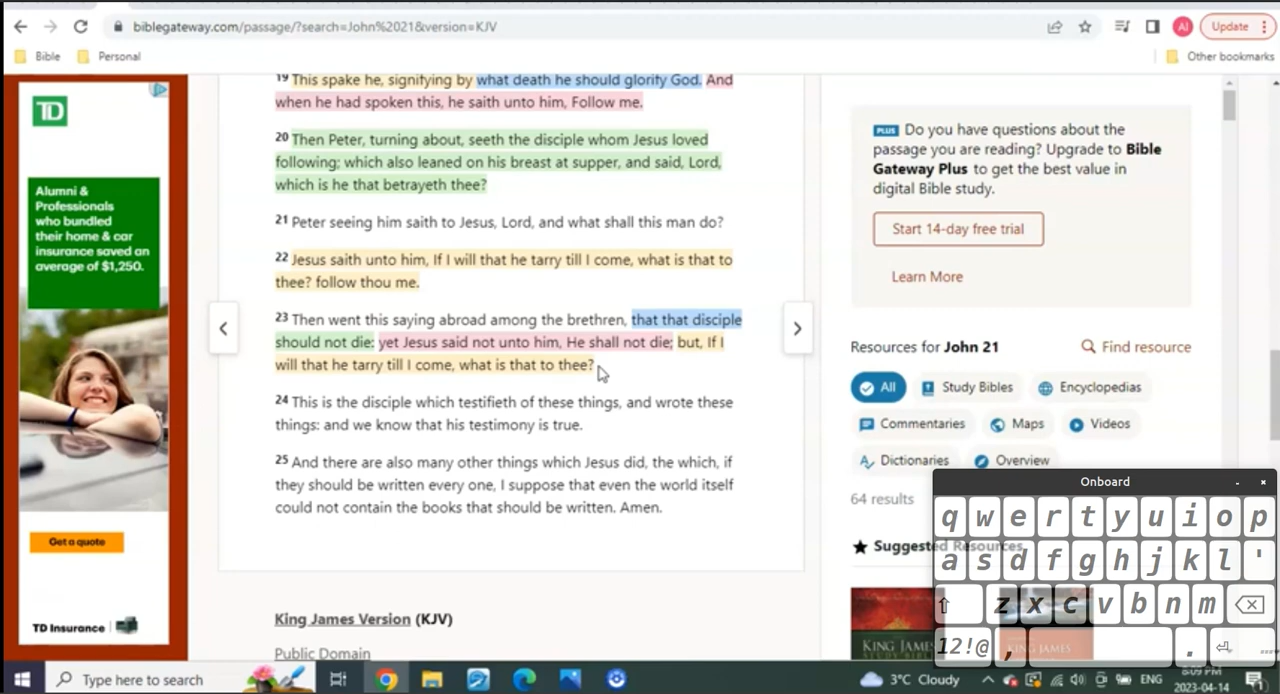 biblegateway.com/passage/?search=John%2021&version=KJV
AI
Update
Bible
Personal
Other bookmarks
TD
Alumni &
Professionals
who bundled
their home & car
insurance saved an
average of $1,250.
Get a quote
TD Insurance
19 This spake he, signifying by what death he should glorify God. And
when he had spoken this, he saith unto him, Follow me.
20 Then Peter, turning about, seeth the disciple whom Jesus loved
following; which also leaned on his breast at supper, and said, Lord,
which is he that betrayeth thee?
21 Peter seeing him saith to Jesus, Lord, and what shall this man do?
22 Jesus saith unto him, If I will that he tarry till I come, what is that to
thee? follow thou me.
23 Then went this saying abroad among the brethren, that that disciple
should not die: yet Jesus said not unto him, He shall not die; but, If I
will that he tarry till I come, what is that to thee?
24 This is the disciple which testifieth of these things, and wrote these
things: and we know that his testimony is true.
25 And there are also many other things which Jesus did, the which, if
they should be written every one, I suppose that even the world itself
could not contain the books that should be written. Amen.
King James Version (KJV)
Public Domain
PLUS Do you have questions about the
passage you are reading? Upgrade to Bible
Gateway Plus to get the best value in
digital Bible study.
Start 14-day free trial
Learn More
Resources for John 21
Find resource
All
Study Bibles
Encyclopedias
Commentaries
Maps
Videos
Dictionaries
Overview
64 results
Suggested Resources
KING JAMES
Onboard
q w e r t y u i o p
a s d f g h j k l '
⇧ z x c v b n m
12!@ , .
Type here to search
3°C Cloudy
ENG
8:09 PM
2023-04-14